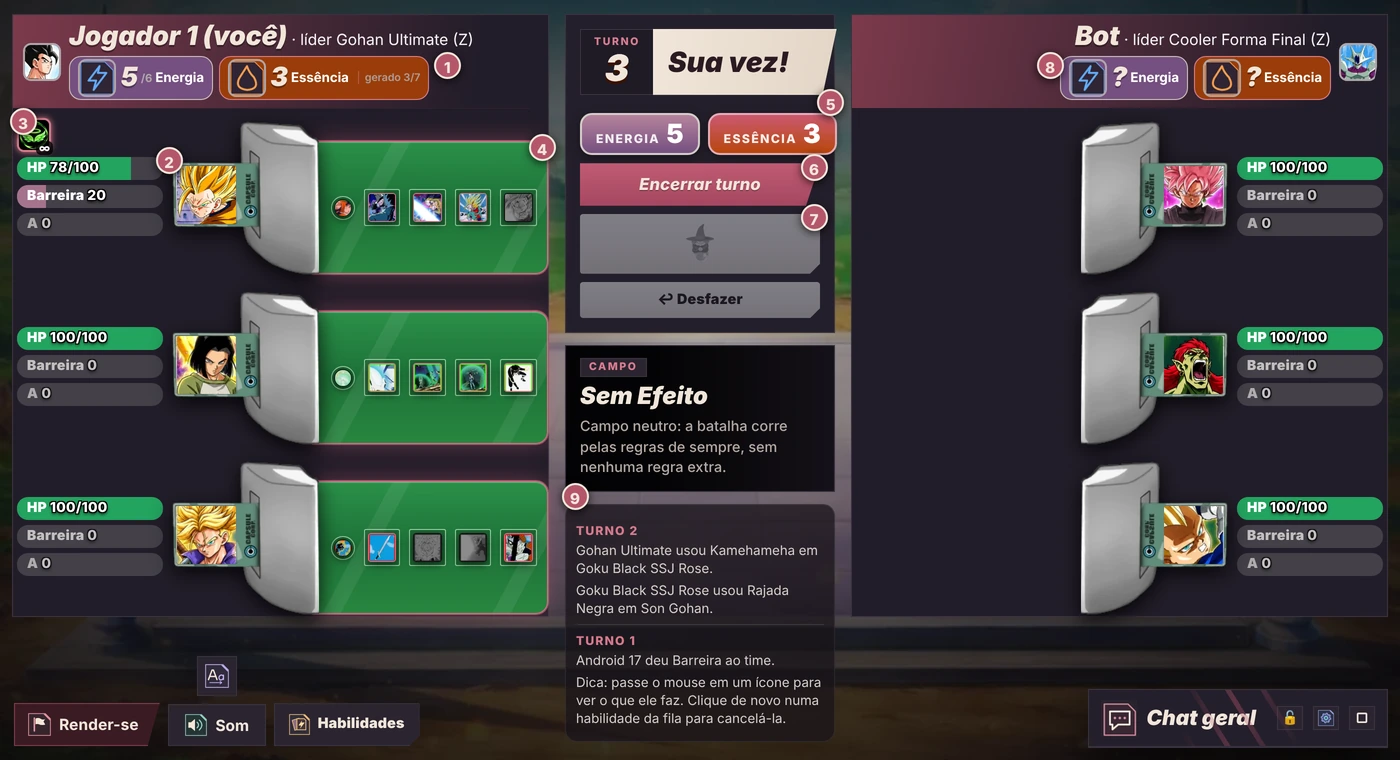 Jogador 1 (você) · líder Gohan Ultimate (Z)
5 /6 Energia
3 Essência gerado 3/7
1
3
∞
HP 78/100
Barreira 20
A 0
2
4
HP 100/100
Barreira 0
A 0
HP 100/100
Barreira 0
A 0
TURNO
3
Sua vez!
5
ENERGIA 5
ESSÊNCIA 3
6
Encerrar turno
7
↩ Desfazer
CAMPO
Sem Efeito
Campo neutro: a batalha corre
pelas regras de sempre, sem
nenhuma regra extra.
9
TURNO 2
Gohan Ultimate usou Kamehameha em
Goku Black SSJ Rose.
Goku Black SSJ Rose usou Rajada
Negra em Son Gohan.
TURNO 1
Android 17 deu Barreira ao time.
Dica: passe o mouse em um ícone para
ver o que ele faz. Clique de novo numa
habilidade da fila para cancelá-la.
Bot · líder Cooler Forma Final (Z)
8
? Energia
? Essência
HP 100/100
Barreira 0
A 0
HP 100/100
Barreira 0
A 0
HP 100/100
Barreira 0
A 0
Aa
Render-se
Som
Habilidades
Chat geral